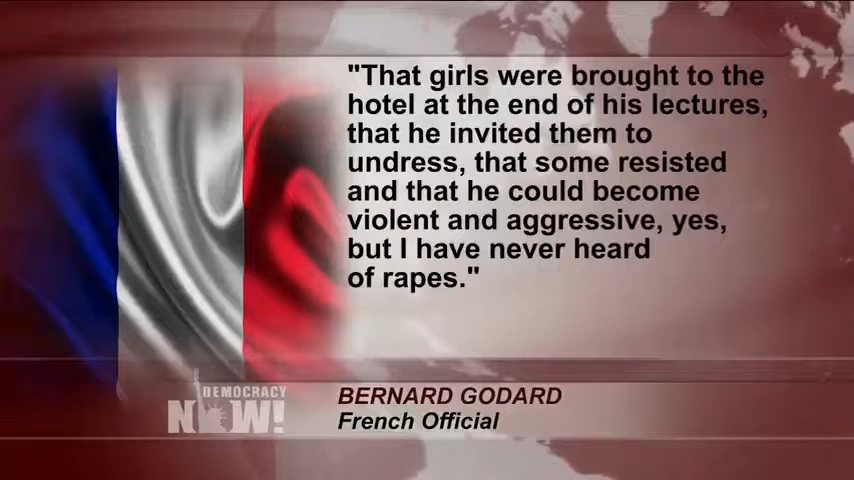 "That girls were brought to the
hotel at the end of his lectures,
that he invited them to
undress, that some resisted
and that he could become
violent and aggressive, yes,
but I have never heard
of rapes."
DEMOCRACY
NOW!
BERNARD GODARD
French Official